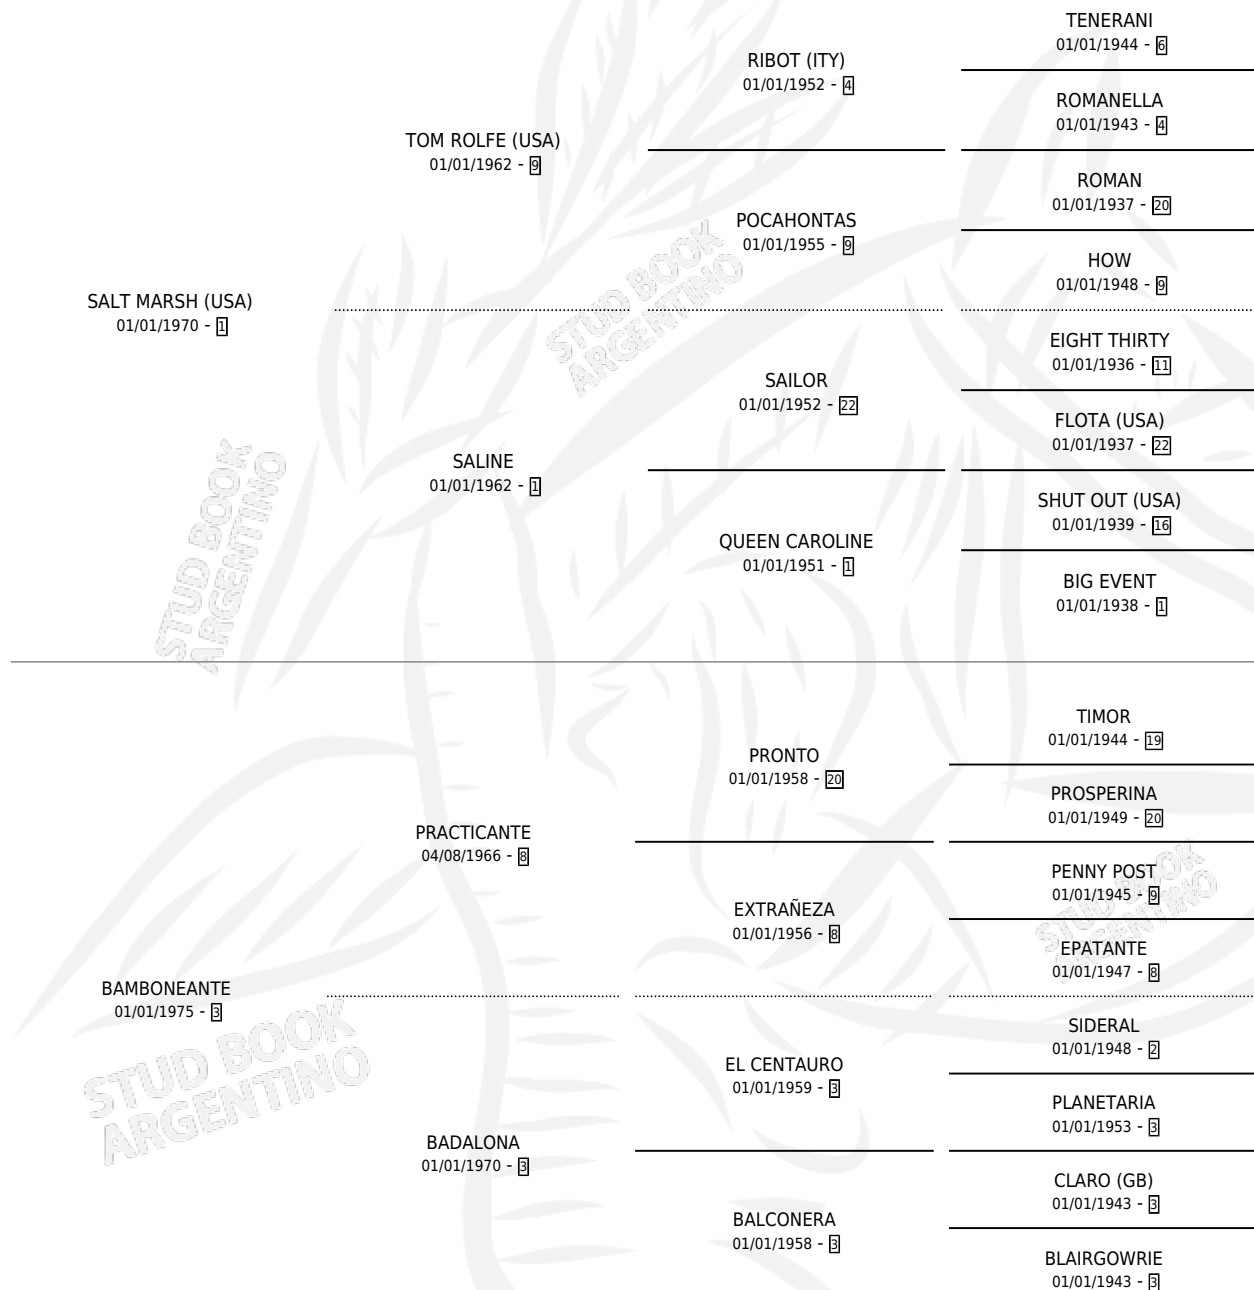 TENERANI
01/01/1944 - 6
RIBOT (ITY)
01/01/1952 - 4
ROMANELLA
01/01/1943 - 4
TOM ROLFE (USA)
01/01/1962 - 9
ROMAN
01/01/1937 - 20
POCAHONTAS
01/01/1955 - 9
HOW
01/01/1948 - 9
SALT MARSH (USA)
01/01/1970 - 1
STUD BOOK
ARGENTINO
EIGHT THIRTY
01/01/1936 - 11
SAILOR
01/01/1952 - 22
FLOTA (USA)
01/01/1937 - 22
SALINE
01/01/1962 - 1
SHUT OUT (USA)
01/01/1939 - 16
QUEEN CAROLINE
01/01/1951 - 1
BIG EVENT
01/01/1938 - 1
STUD BOOK
ARGENTINO
TIMOR
01/01/1944 - 19
PRONTO
01/01/1958 - 20
PROSPERINA
01/01/1949 - 20
PRACTICANTE
04/08/1966 - 8
PENNY POST
01/01/1945 - 9
EXTRAÑEZA
01/01/1956 - 8
EPATANTE
01/01/1947 - 8
STUD BOOK
ARGENTINO
BAMBONEANTE
01/01/1975 - 3
SIDERAL
01/01/1948 - 2
EL CENTAURO
01/01/1959 - 3
PLANETARIA
01/01/1953 - 3
STUD BOOK
ARGENTINO
BADALONA
01/01/1970 - 3
CLARO (GB)
01/01/1943 - 3
BALCONERA
01/01/1958 - 3
BLAIRGOWRIE
01/01/1943 - 3